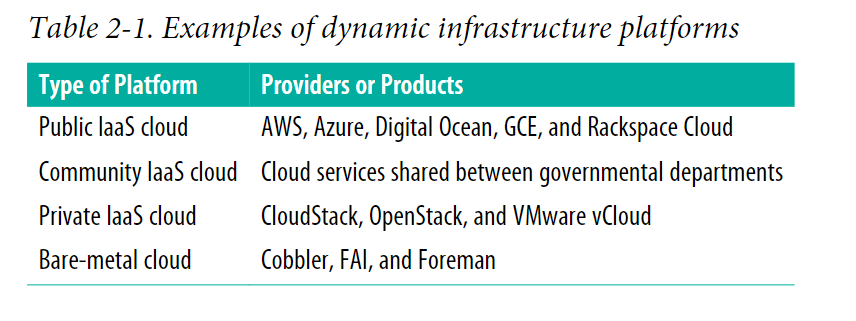 Table 2-1. Examples of dynamic infrastructure platforms
Type of Platform Providers or Products
Public IaaS cloud AWS, Azure, Digital Ocean, GCE, and Rackspace Cloud
Community IaaS cloud Cloud services shared between governmental departments
Private IaaS cloud CloudStack, OpenStack, and VMware vCloud
Bare-metal cloud Cobbler, FAI, and Foreman